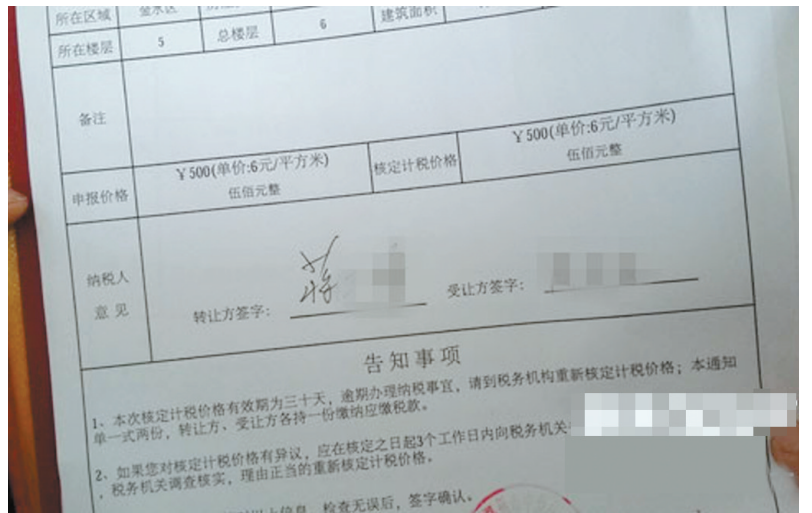 所在区域 金水区
建筑面积
所在楼层 5 总楼层 6
备注
申报价格 ￥500(单价:6元/平方米) 伍佰元整 核定计税价格 ￥500(单价:6元/平方米) 伍佰元整
纳税人
意 见
转让方签字: 蒋 受让方签字:
告知事项
1、本次核定计税价格有效期为三十天，逾期办理纳税事宜，请到税务机构重新核定计税价格；本通知
单一式两份，转让方、受让方各持一份缴纳应缴税款。
2、如果您对核定计税价格有异议，应在核定之日起3个工作日内向税务机关
，税务机关调查核实，理由正当的重新核定计税价格。
以上信息，检查无误后，签字确认。